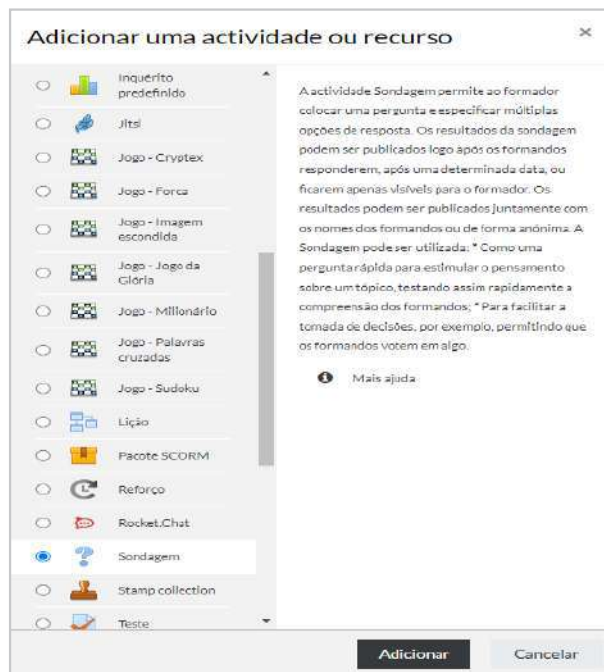 Adicionar uma actividade ou recurso
×
Inquérito
predefinido
Jitsi
Jogo - Cryptex
Jogo - Forca
Jogo - Imagem
escondida
Jogo - Jogo da
Glória
Jogo - Milionário
Jogo - Palavras
cruzadas
Jogo - Sudoku
Lição
Pacote SCORM
Reforço
Rocket.Chat
Sondagem
Stamp collection
Teste
A actividade Sondagem permite ao formador
colocar uma pergunta e especificar múltiplas
opções de resposta. Os resultados da sondagem
podem ser publicados logo após os formandos
responderem, após uma determinada data, ou
ficarem apenas visíveis para o formador. Os
resultados podem ser publicados juntamente com
os nomes dos formandos ou de forma anónima. A
Sondagem pode ser utilizada: * Como uma
pergunta rápida para estimular o pensamento
sobre um tópico, testando assim rapidamente a
compreensão dos formandos; * Para facilitar a
tomada de decisões, por exemplo, permitindo que
os formandos votem em algo.
Mais ajuda
Adicionar
Cancelar